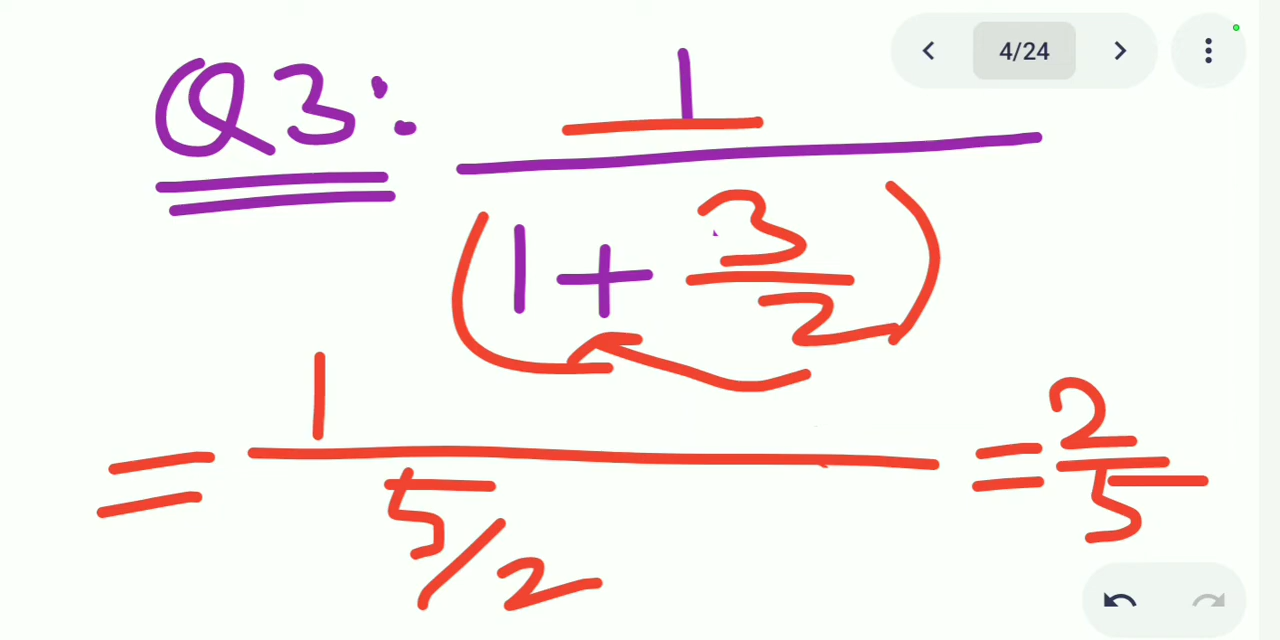 4/24
Q3: 1
(1 + 3/2)
= 1
5/2
= 2/5